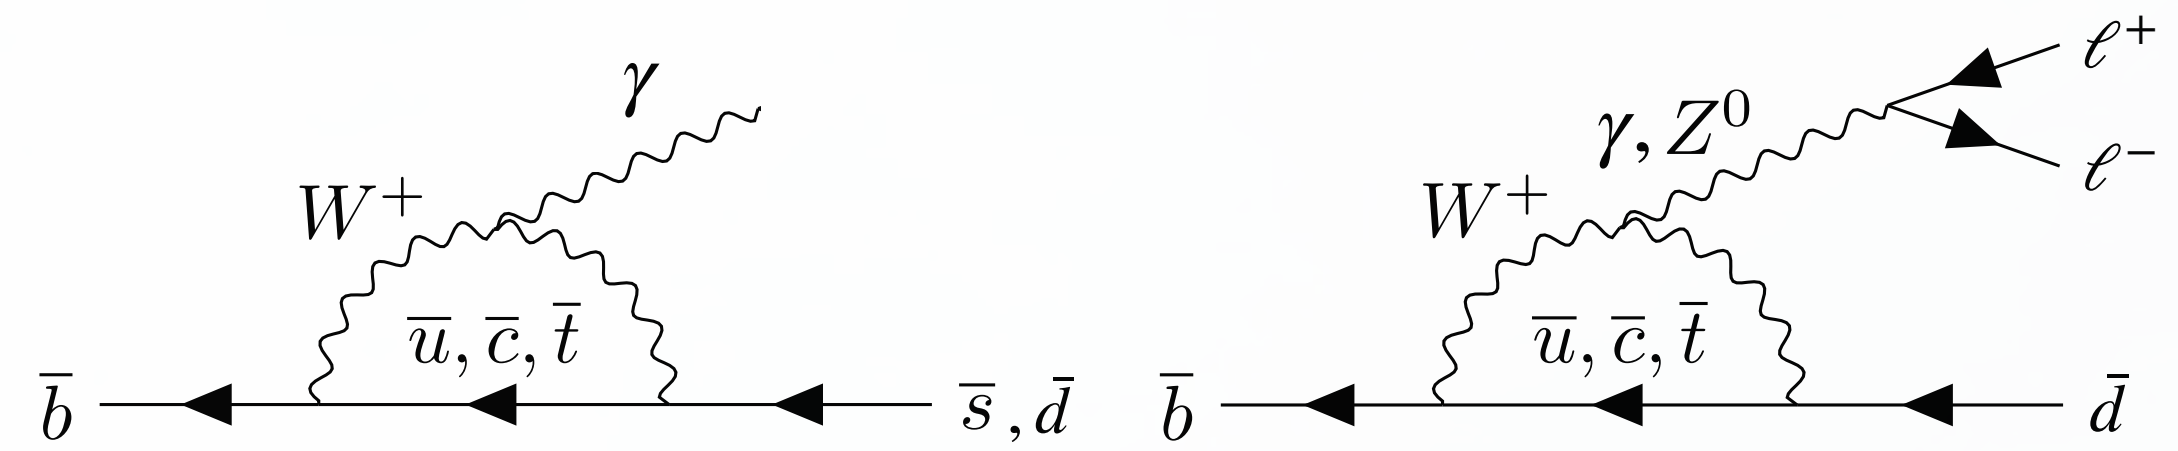 γ
W⁺
u̅, c̅, t̅
b̅
s̅, d̅
ℓ⁺
γ, Z⁰
ℓ⁻
W⁺
u̅, c̅, t̅
b̅
d̅